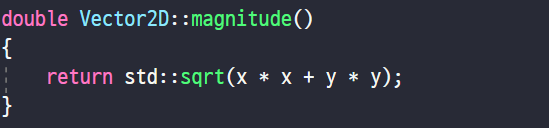 double Vector2D::magnitude()
{
    return std::sqrt(x * x + y * y);
}